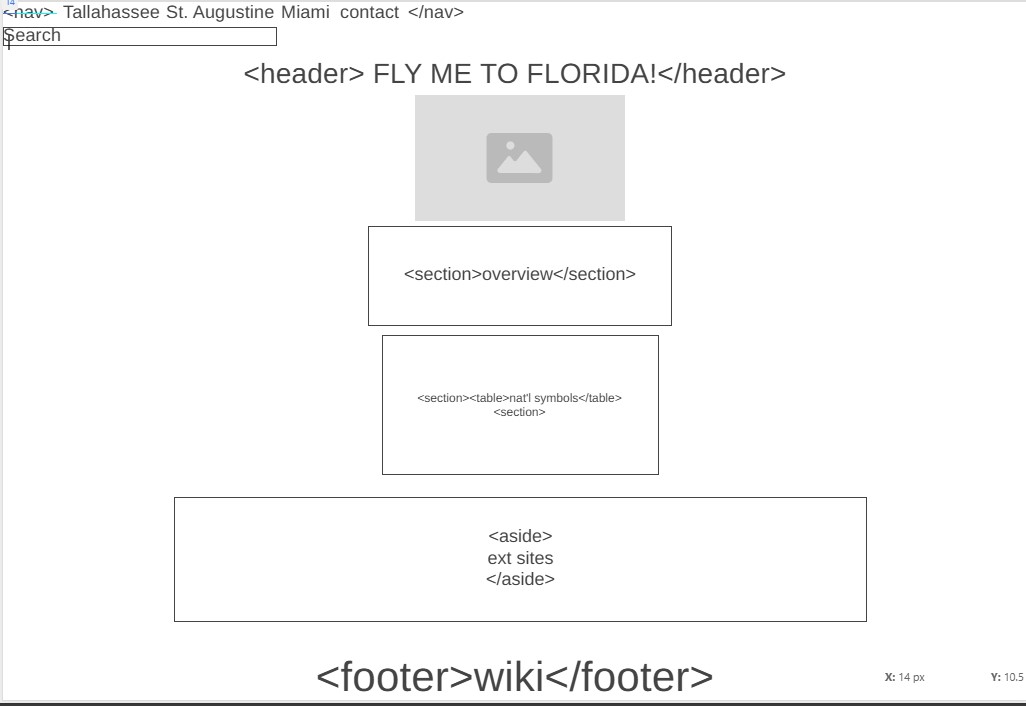 14
<nav> Tallahassee St. Augustine Miami contact </nav>
Search
<header> FLY ME TO FLORIDA!</header>
<section>overview</section>
<section><table>nat'l symbols</table>
<section>
<aside>
ext sites
</aside>
<footer>wiki</footer>
X: 14 px Y: 10.5